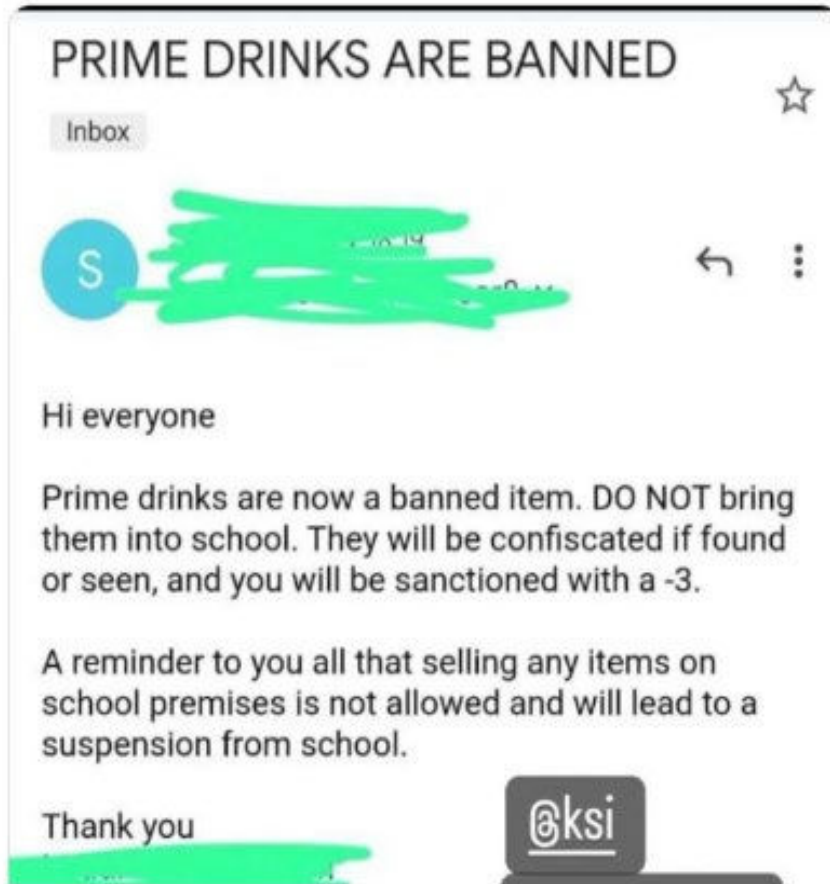 PRIME DRINKS ARE BANNED
Inbox
S
Hi everyone
Prime drinks are now a banned item. DO NOT bring
them into school. They will be confiscated if found
or seen, and you will be sanctioned with a -3.
A reminder to you all that selling any items on
school premises is not allowed and will lead to a
suspension from school.
Thank you
@ksi